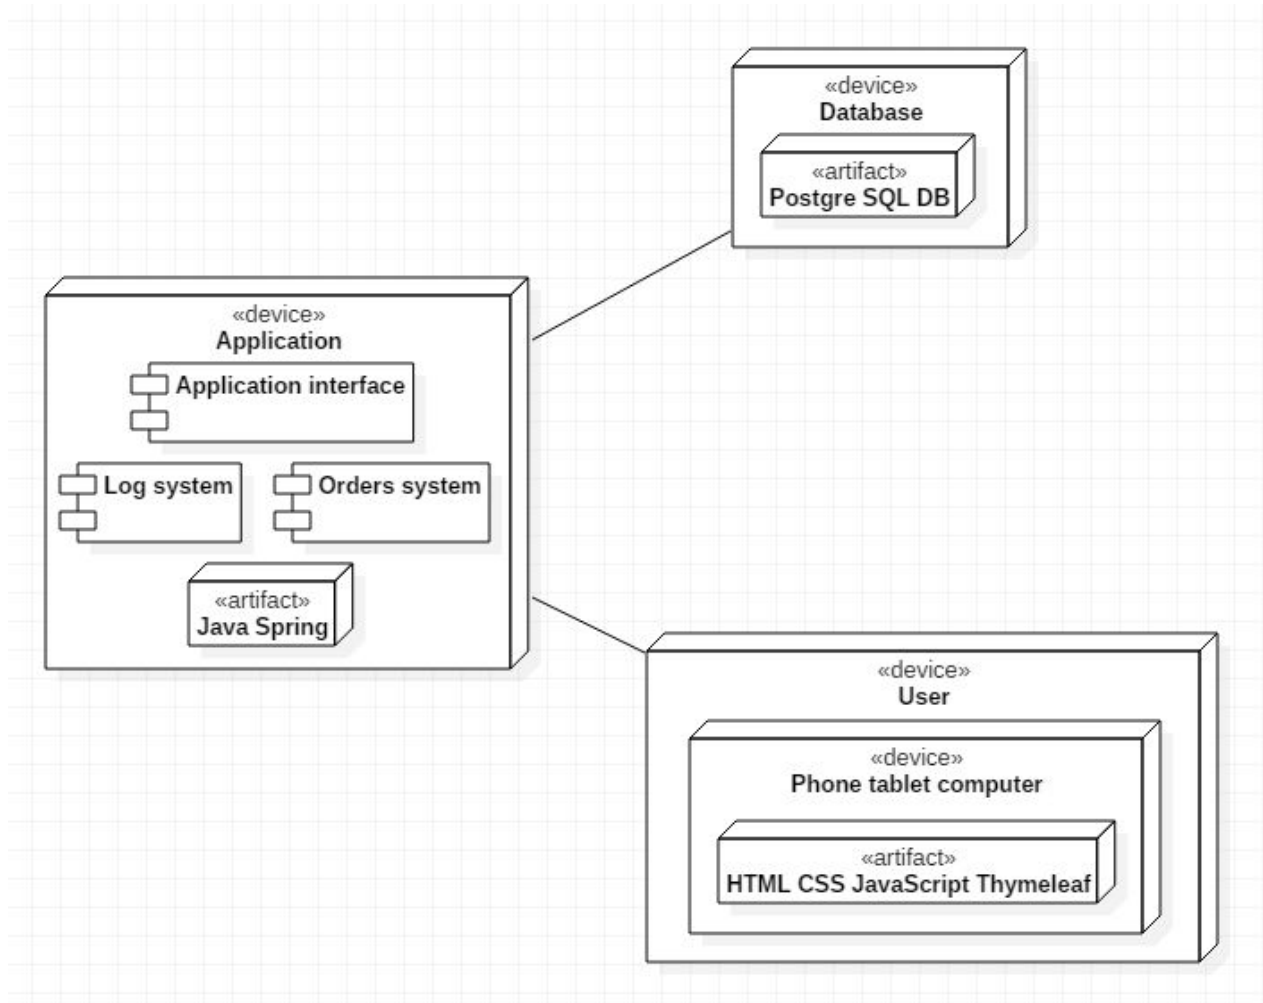 «device»
Database
«artifact»
Postgre SQL DB
«device»
Application
Application interface
Log system
Orders system
«artifact»
Java Spring
«device»
User
«device»
Phone tablet computer
«artifact»
HTML CSS JavaScript Thymeleaf